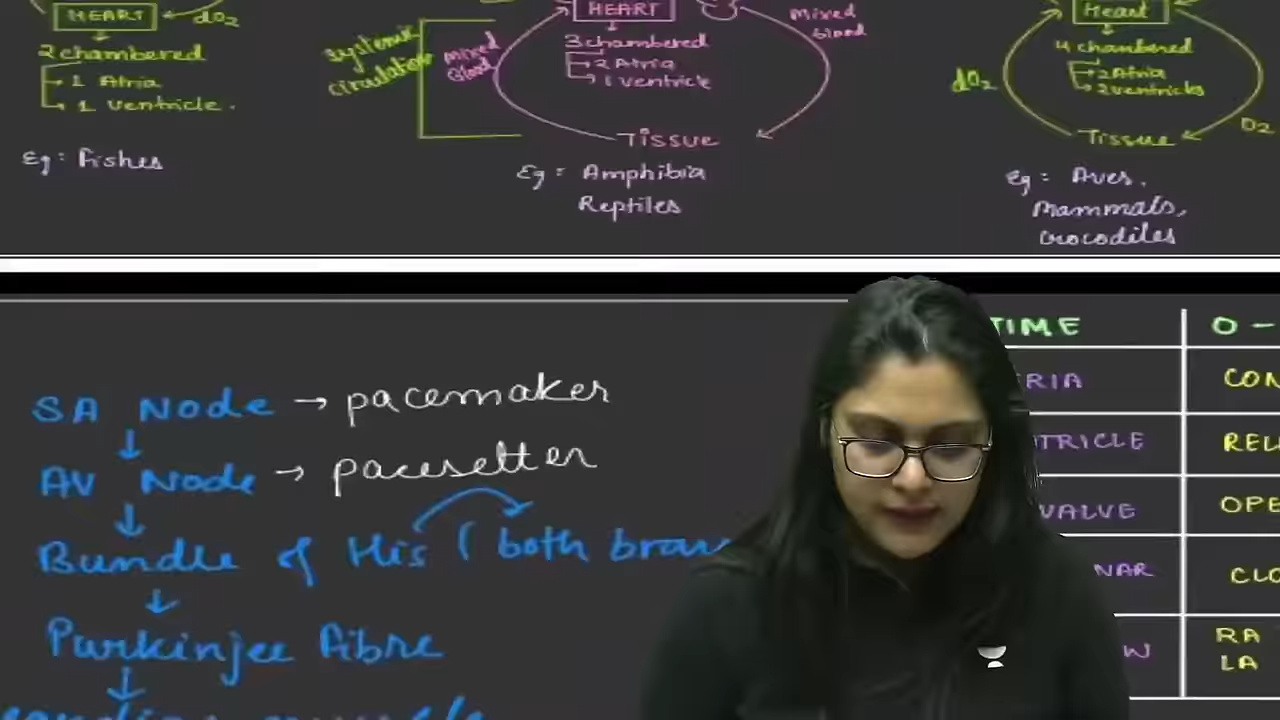 HEART
dO2
2 chambered
1 Atria
1 Ventricle.
Eg: Fishes
Systemic circulation
Mixed Blood
HEART
3 chambered
2 Atria
1 ventricle
Mixed blood
Tissue
Eg = Amphibia
Reptiles
Heart
4 chambered
2 Atria
2 ventricles
dO2
O2
Tissue
Eg = Aves,
Mammals,
Crocodiles
SA Node → pacemaker
AV Node → pacesetter
Bundle of His ( both bran
Purkinjee fibre
TIME
O -
RIA
CON
TRICLE
REL
VALVE
OPE
NAR
CLO
W
RA
LA